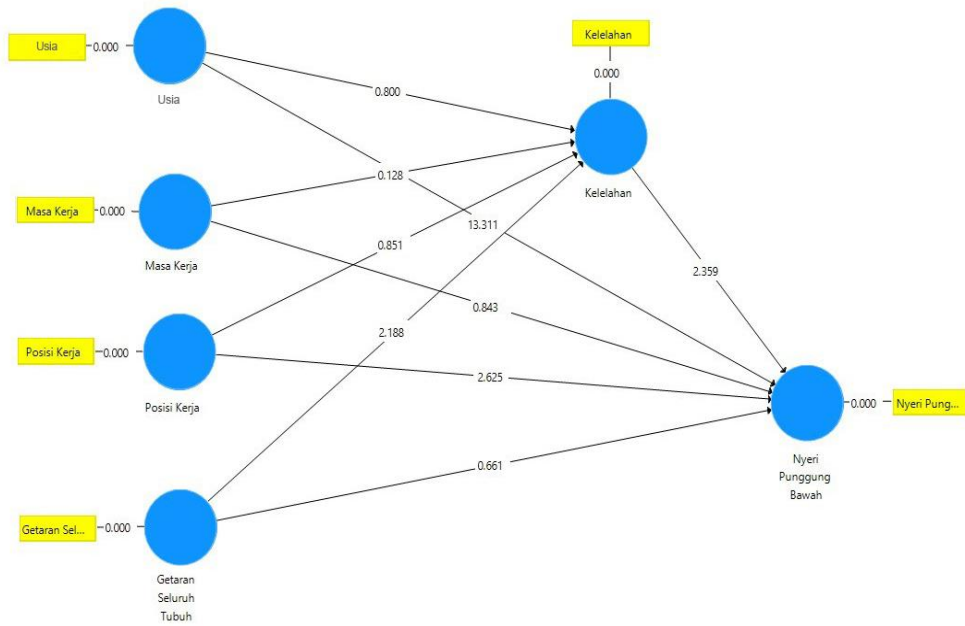 Kelelahan
0.000
Usia
0.000
Usia
0.800
Kelelahan
0.128
Masa Kerja
0.000
Masa Kerja
13.311
0.851
2.359
0.843
2.188
Posisi Kerja
0.000
Posisi Kerja
2.625
0.000
Nyeri Pung...
Nyeri
Punggung
Bawah
0.661
Getaran Sel...
0.000
Getaran
Seluruh
Tubuh